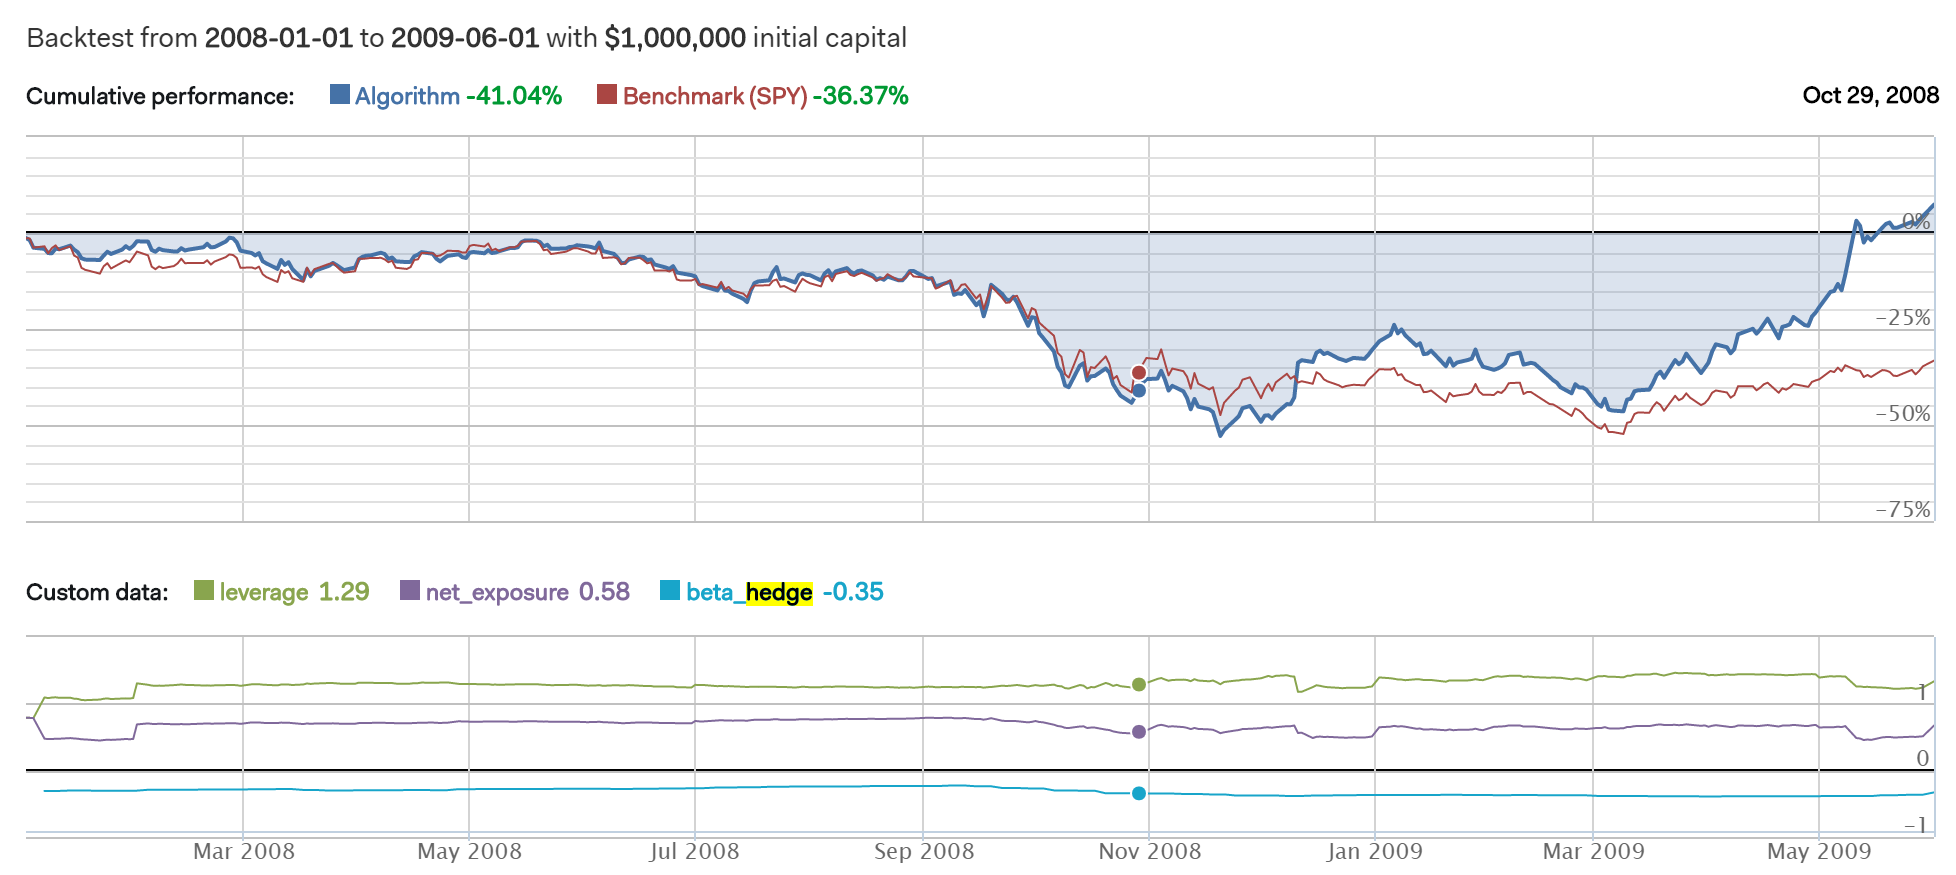 Backtest from 2008-01-01 to 2009-06-01 with $1,000,000 initial capital
Cumulative performance: Algorithm -41.04% Benchmark (SPY) -36.37% Oct 29, 2008
0%
−25%
−50%
−75%
Custom data: leverage 1.29 net_exposure 0.58 beta_hedge -0.35
1
0
−1
Mar 2008 May 2008 Jul 2008 Sep 2008 Nov 2008 Jan 2009 Mar 2009 May 2009